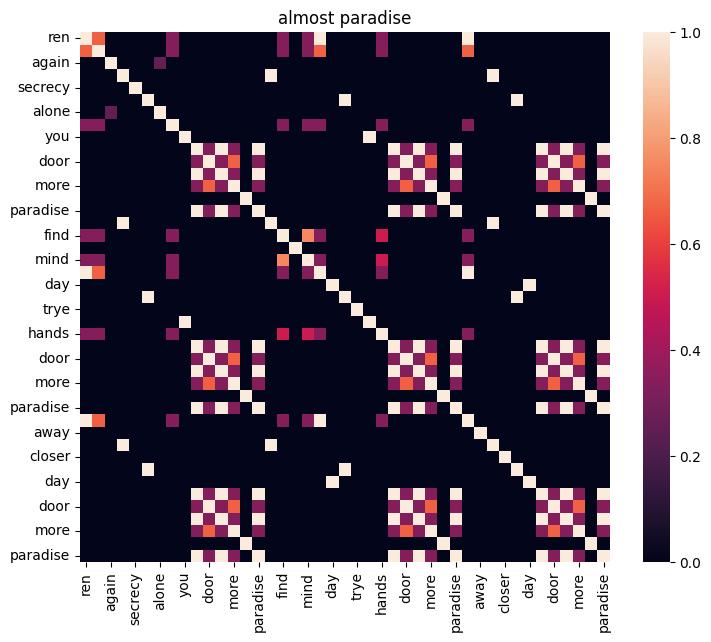 almost paradise
ren
again
secrecy
alone
you
door
more
paradise
find
mind
day
trye
hands
door
more
paradise
away
closer
day
door
more
paradise
1.0
0.8
0.6
0.4
0.2
0.0
ren
again
secrecy
alone
you
door
more
paradise
find
mind
day
trye
hands
door
more
paradise
away
closer
day
door
more
paradise